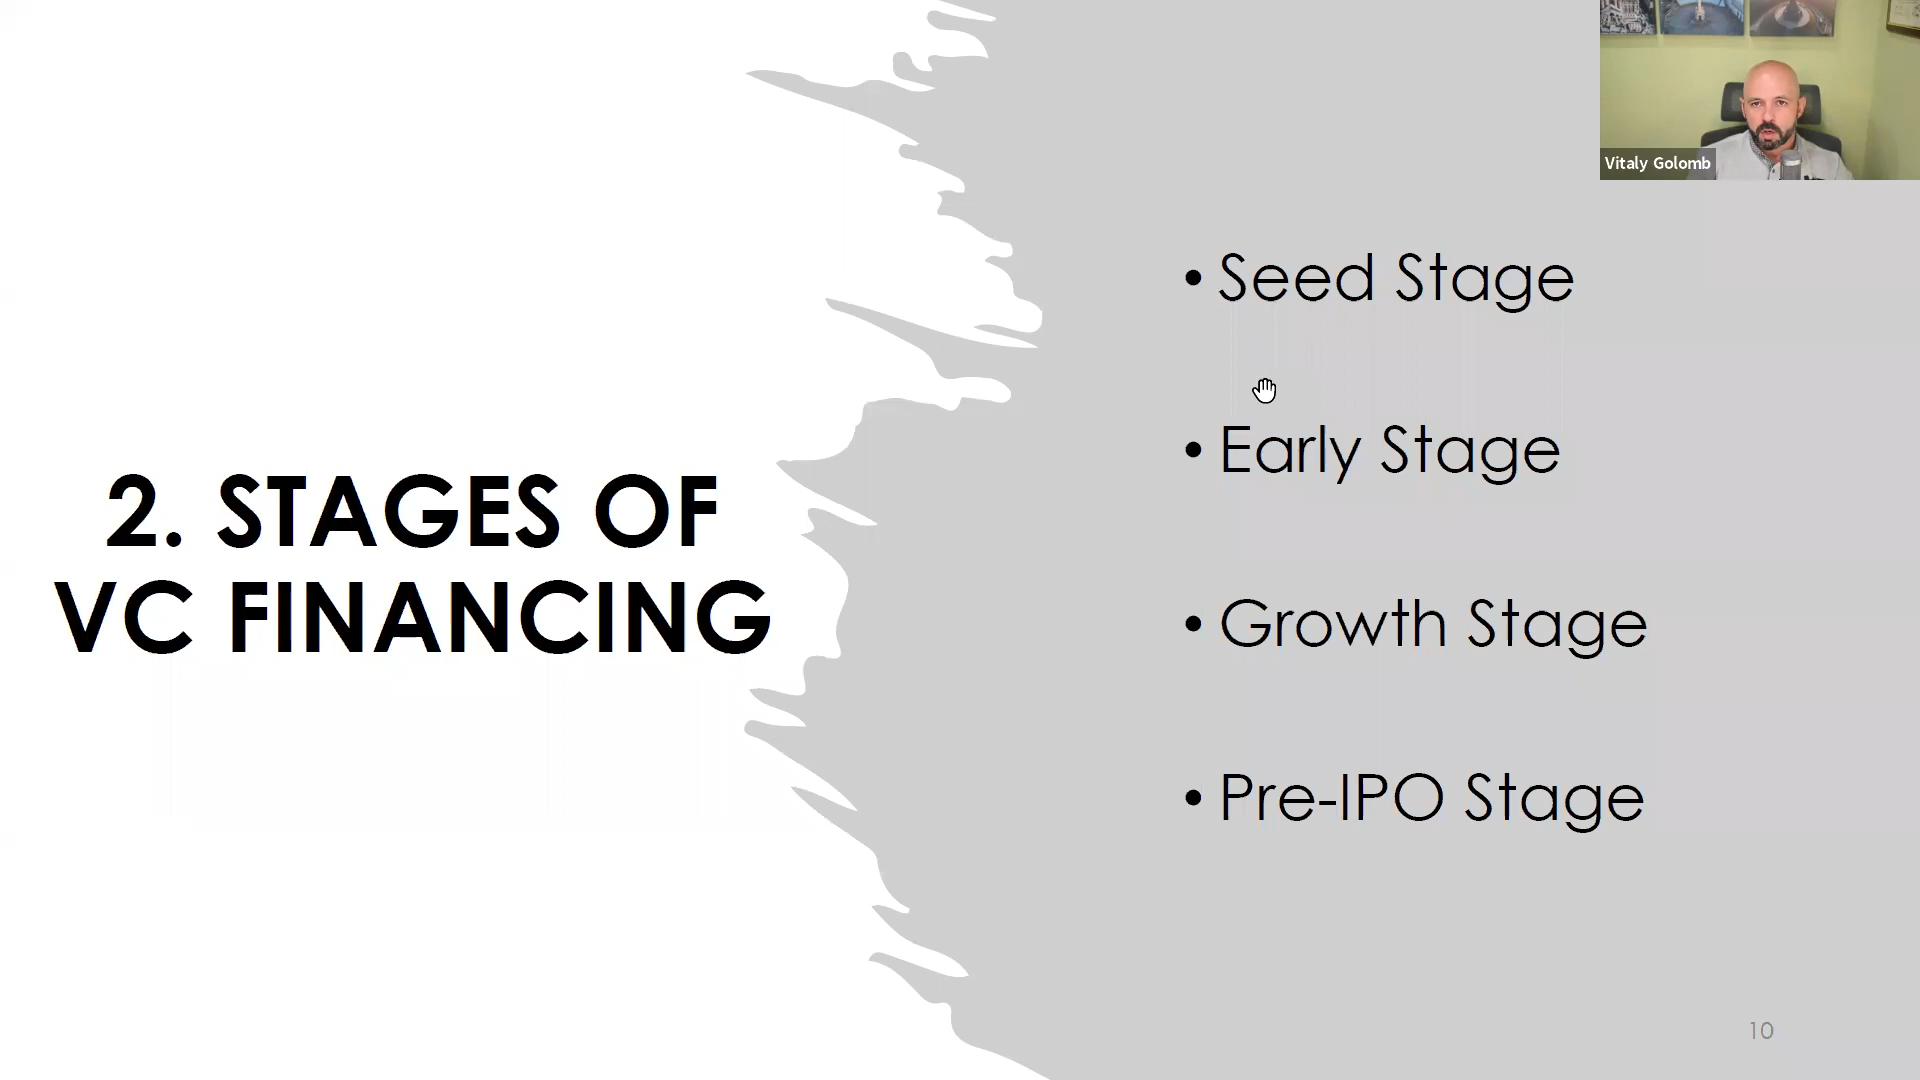 2. STAGES OF
VC FINANCING
• Seed Stage
• Early Stage
• Growth Stage
• Pre-IPO Stage
Vitaly Golomb
10